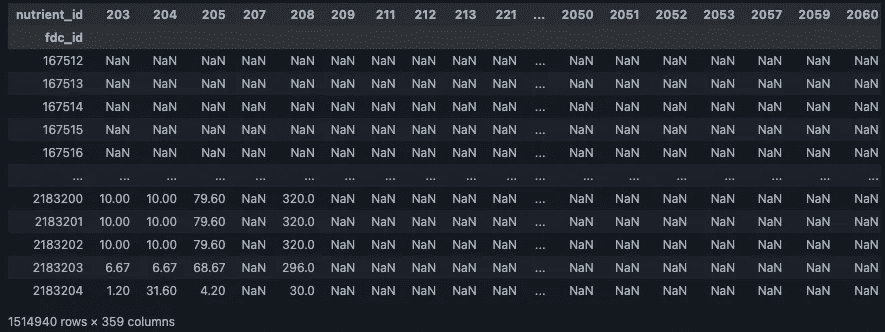 nutrient_id 203 204 205 207 208 209 211 212 213 221 ... 2050 2051 2052 2053 2057 2059 2060
fdc_id
167512 NaN NaN NaN NaN NaN NaN NaN NaN NaN NaN ... NaN NaN NaN NaN NaN NaN NaN
167513 NaN NaN NaN NaN NaN NaN NaN NaN NaN NaN ... NaN NaN NaN NaN NaN NaN NaN
167514 NaN NaN NaN NaN NaN NaN NaN NaN NaN NaN ... NaN NaN NaN NaN NaN NaN NaN
167515 NaN NaN NaN NaN NaN NaN NaN NaN NaN NaN ... NaN NaN NaN NaN NaN NaN NaN
167516 NaN NaN NaN NaN NaN NaN NaN NaN NaN NaN ... NaN NaN NaN NaN NaN NaN NaN
... ... ... ... ... ... ... ... ... ... ... ... ... ... ... ... ... ... ...
2183200 10.00 10.00 79.60 NaN 320.0 NaN NaN NaN NaN NaN ... NaN NaN NaN NaN NaN NaN NaN
2183201 10.00 10.00 79.60 NaN 320.0 NaN NaN NaN NaN NaN ... NaN NaN NaN NaN NaN NaN NaN
2183202 10.00 10.00 79.60 NaN 320.0 NaN NaN NaN NaN NaN ... NaN NaN NaN NaN NaN NaN NaN
2183203 6.67 6.67 68.67 NaN 296.0 NaN NaN NaN NaN NaN ... NaN NaN NaN NaN NaN NaN NaN
2183204 1.20 31.60 4.20 NaN 30.0 NaN NaN NaN NaN NaN ... NaN NaN NaN NaN NaN NaN NaN
1514940 rows × 359 columns